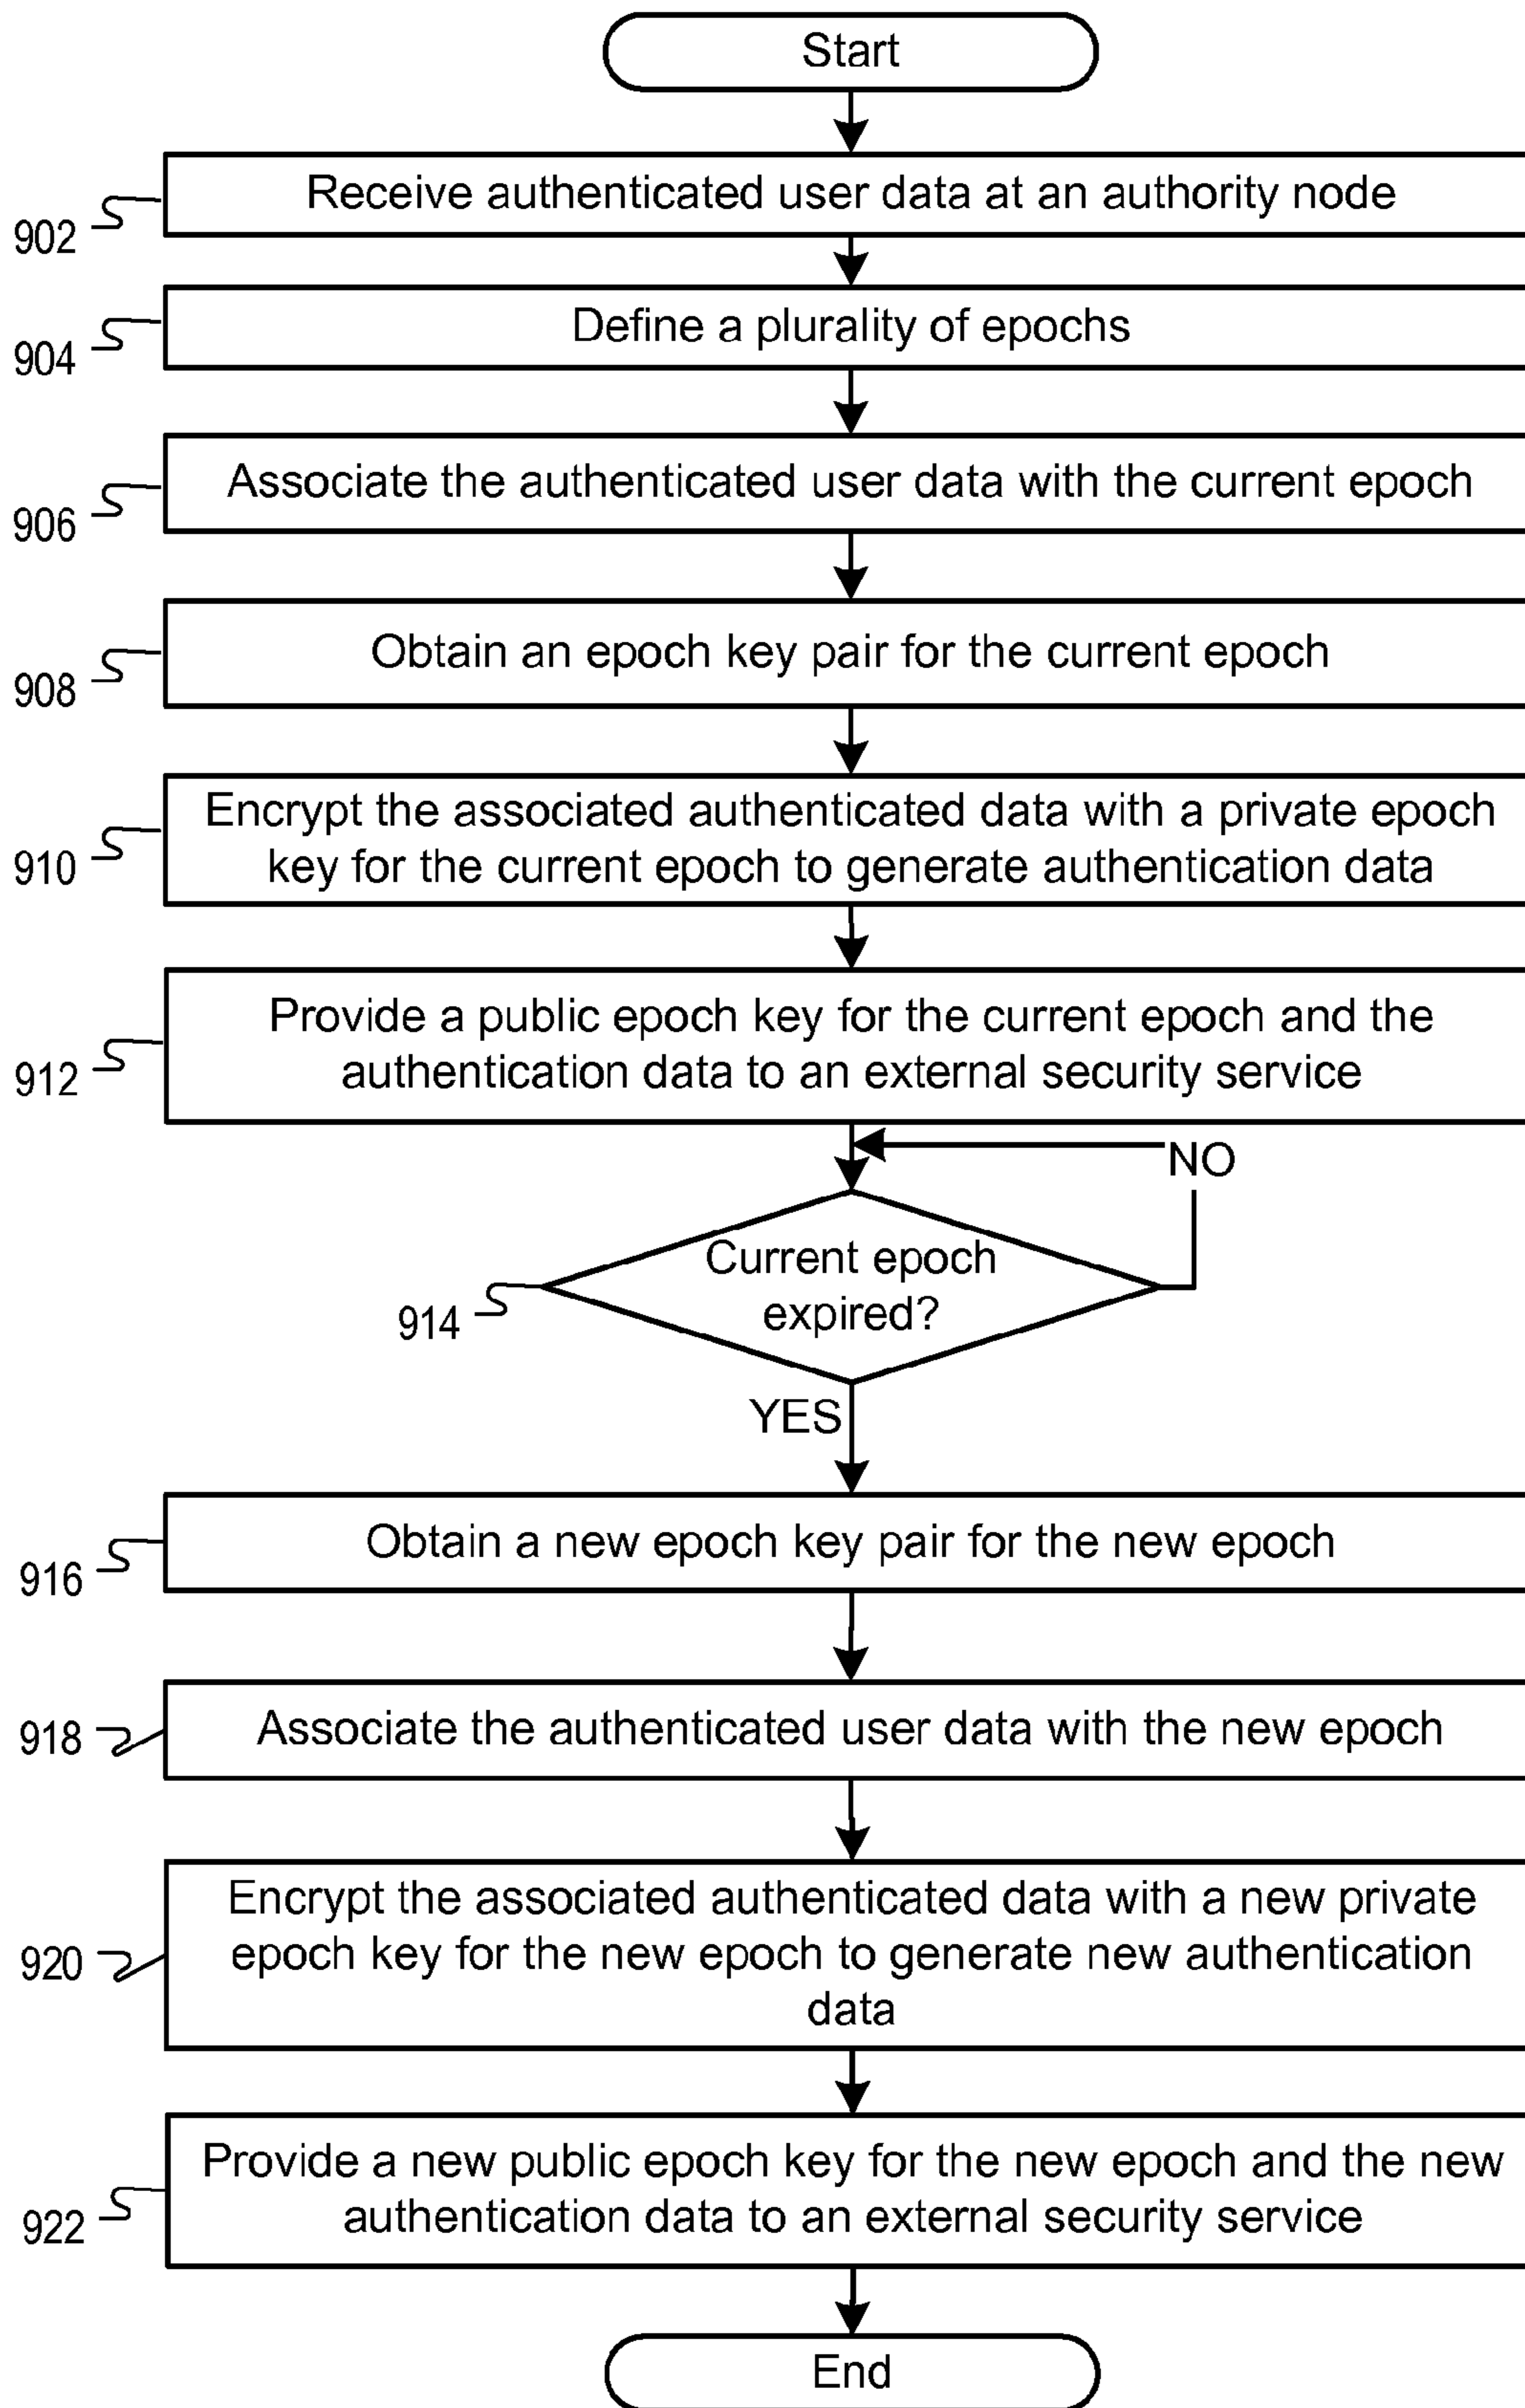 Start
Receive authenticated user data at an authority node
902
Define a plurality of epochs
904
Associate the authenticated user data with the current epoch
906
Obtain an epoch key pair for the current epoch
908
Encrypt the associated authenticated data with a private epoch
key for the current epoch to generate authentication data
910
Provide a public epoch key for the current epoch and the
authentication data to an external security service
912
NO
Current epoch
expired?
914
YES
Obtain a new epoch key pair for the new epoch
916
Associate the authenticated user data with the new epoch
918
Encrypt the associated authenticated data with a new private
epoch key for the new epoch to generate new authentication
data
920
Provide a new public epoch key for the new epoch and the new
authentication data to an external security service
922
End